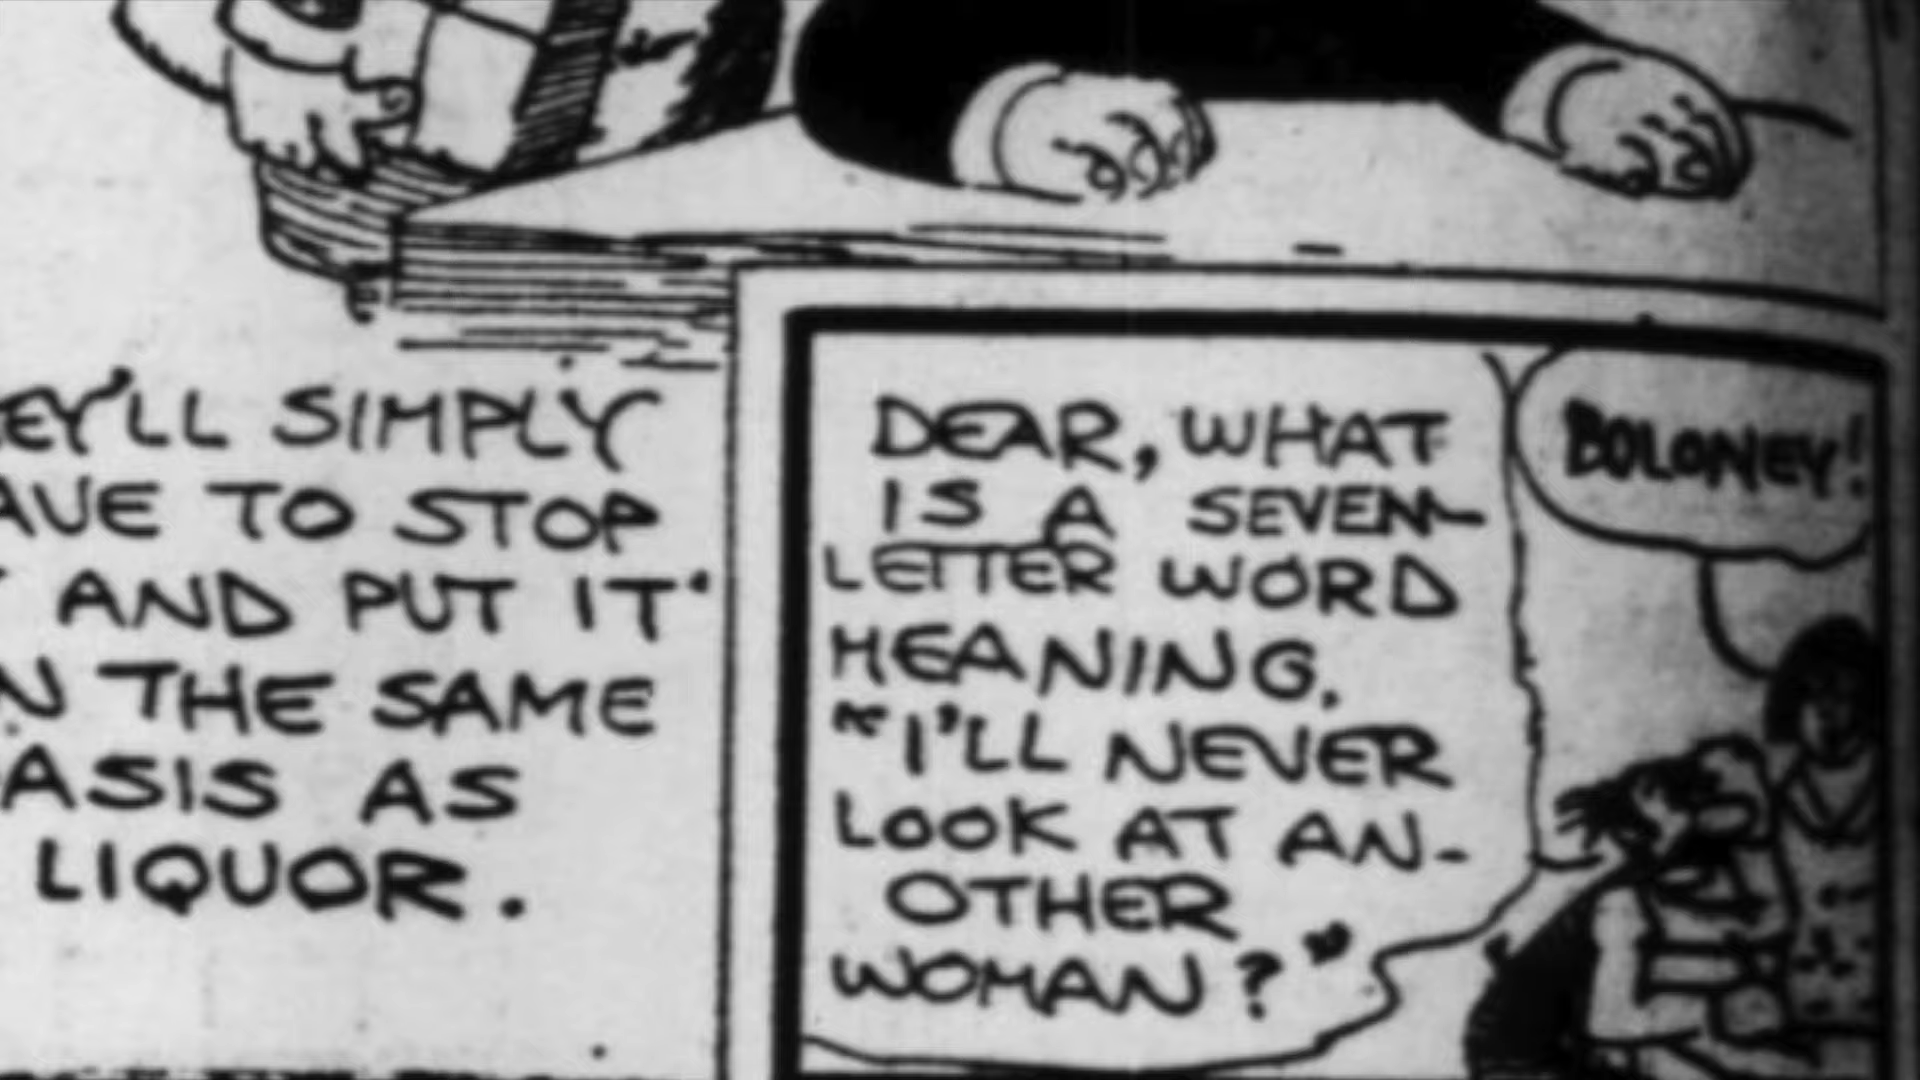 EY'LL SIMPLY
AVE TO STOP
AND PUT IT
N THE SAME
ASIS AS
LIQUOR.
DEAR, WHAT
IS A SEVEN-
LETTER WORD
MEANING,
"I'LL NEVER
LOOK AT AN-
OTHER
WOMAN?"
BOLONEY!